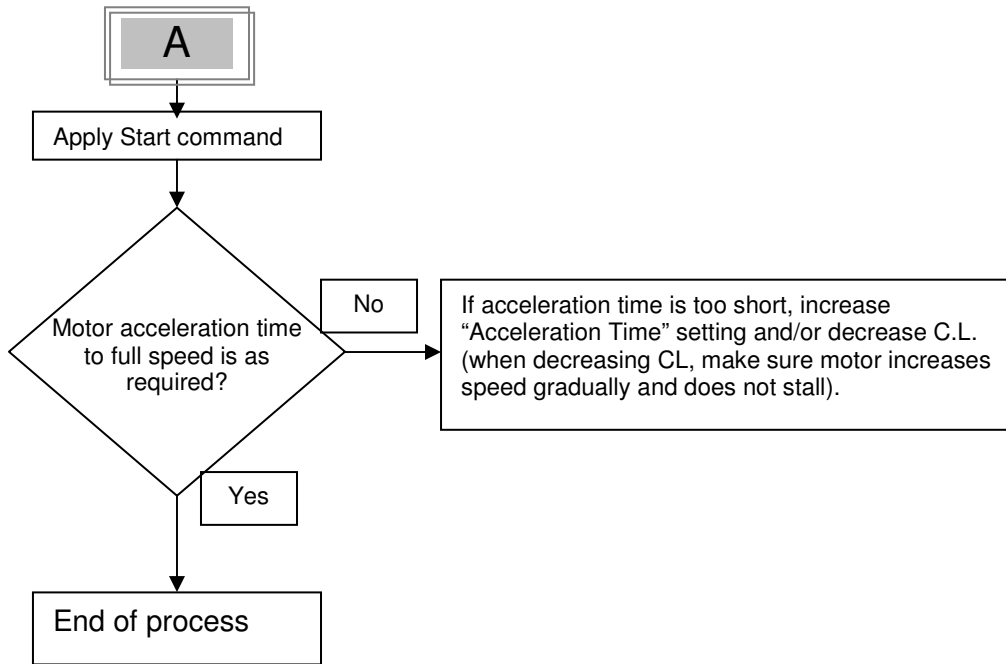 A
Apply Start command
Motor acceleration time
to full speed is as
required?
No
If acceleration time is too short, increase
“Acceleration Time” setting and/or decrease C.L.
(when decreasing CL, make sure motor increases
speed gradually and does not stall).
Yes
End of process